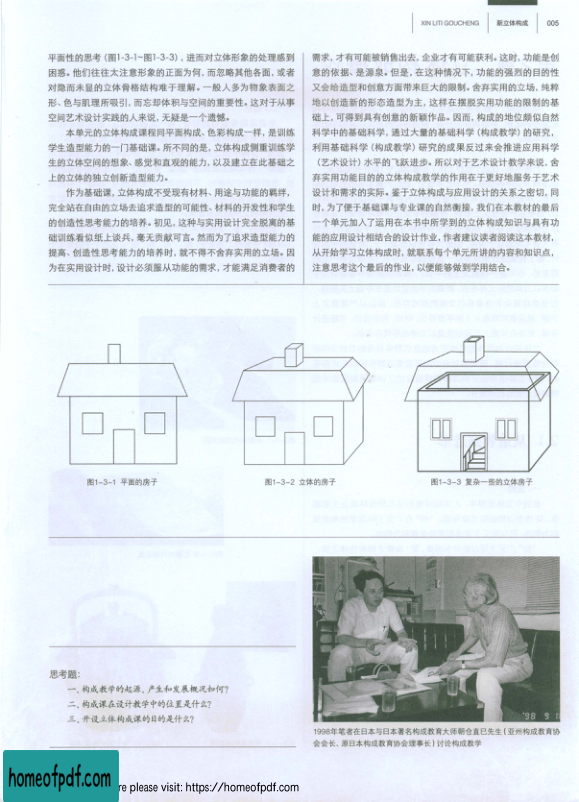 XIN LITI GOUCHENG
新立体构成
005
平面性的思考(图1-3-1~图1-3-3),进而对立体形象的处理感到
困惑。他们往往太注意形象的正面为何,而忽略其他各面,或者
对隐而未显的立体骨格结构难于理解。一般人多为物象表面之
形、色与肌理所吸引,而忘却体积与空间的重要性。这对于从事
空间艺术设计实践的人来说,无疑是一个遗憾。
本单元的立体构成课程同平面构成、色彩构成一样,是训练
学生造型能力的一门基础课。所不同的是,立体构成侧重训练学
生的立体空间的想象、感觉和直观的能力,以及建立在此基础之
上的立体的独立创新造型能力。
作为基础课,立体构成不受现有材料、用途与功能的羁绊,
完全站在自由的立场去追求造型的可能性、材料的开发性和学生
的创造性思考能力的培养。初见,这种与实用设计完全脱离的基
础训练看似纸上谈兵,毫无贡献可言。然而为了追求造型能力的
提高、创造性思考能力的培养时,就不得不舍弃实用的立场。因
为在实用设计时,设计必须服从功能的需求,才能满足消费者的
需求,才有可能被销售出去,企业才有可能获利。这时,功能是创
意的依据、是源泉。但是,在这种情况下,功能的强烈的目的性
又会给造型和创意方面带来巨大的限制。舍弃实用的立场,纯粹
地以创造新的形态造型为主,这样在摆脱实用功能的限制的基
础上,可得到具有创意的新颖作品。因而,构成的地位颇似自然
科学中的基础科学,通过大量的基础科学(构成教学)的研究,
利用基础科学(构成教学)研究的成果反过来会推进应用科学
(艺术设计)水平的飞跃进步。所以对于艺术设计教学来说,舍
弃实用功能目的的立体构成教学的作用在于更好地服务于艺术
设计和需求的实际。鉴于立体构成与应用设计的关系之密切,同
时,为了便于基础课与专业课的自然衔接,我们在本教材的最后
一个单元加入了运用在本书中所学到的立体构成知识与具有功
能的应用设计相结合的设计作业,作者建议读者阅读这本教材,
从开始学习立体构成时,就联系每个单元所讲的内容和知识点,
注意思考这个最后的作业,以便能够做到学用结合。
图1-3-1 平面的房子
图1-3-2 立体的房子
图1-3-3 复杂一些的立体房子
思考题:
一、构成教学的起源、产生和发展概况如何?
二、构成课在设计教学中的位置是什么?
三、开设立体构成课的目的是什么?
'98 9 1
1998年笔者在日本与日本著名构成教育大师朝仓直巳先生(亚州构成教育协
会会长、原日本构成教育协会理事长)讨论构成教学
homeofpdf.com
re please visit: https://homeofpdf.com